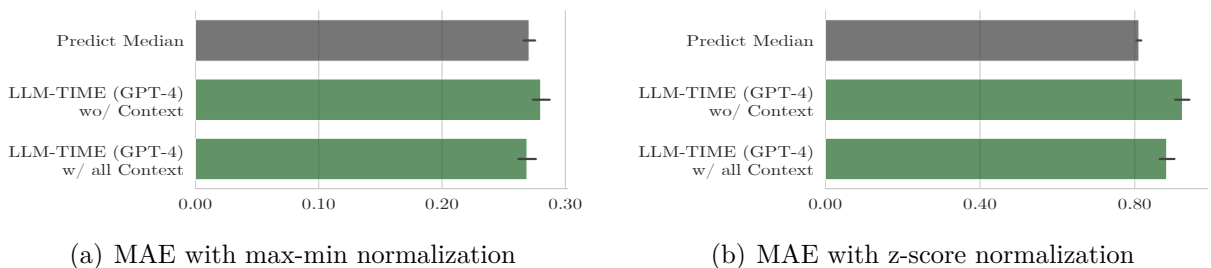 Predict Median
LLM-TIME (GPT-4)
wo/ Context
LLM-TIME (GPT-4)
w/ all Context
0.00 0.10 0.20 0.30
(a) MAE with max-min normalization
Predict Median
LLM-TIME (GPT-4)
wo/ Context
LLM-TIME (GPT-4)
w/ all Context
0.00 0.40 0.80
(b) MAE with z-score normalization